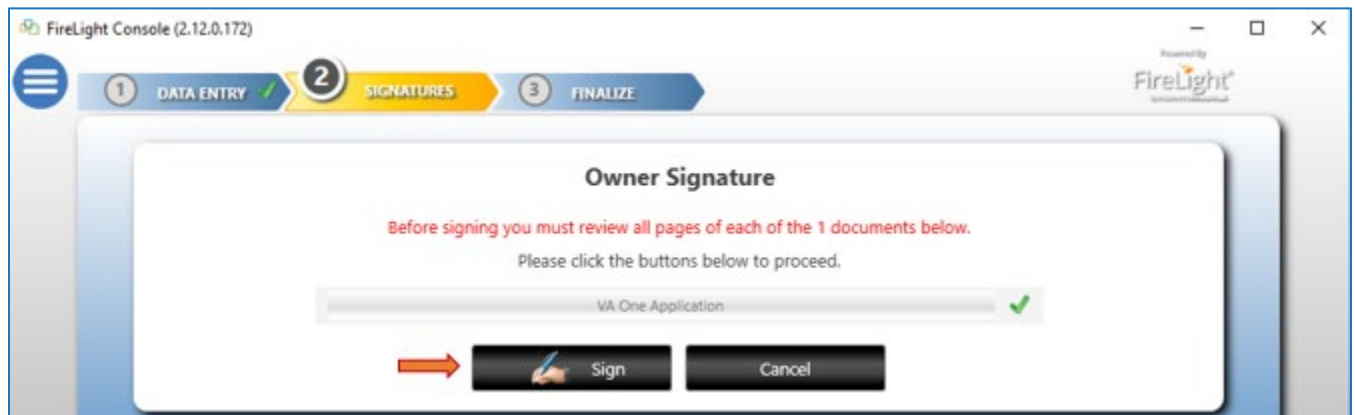 FireLight Console (2.12.0.172)
Powered By
FireLight®
1 DATA ENTRY 2 SIGNATURES 3 FINALIZE
Owner Signature
Before signing you must review all pages of each of the 1 documents below.
Please click the buttons below to proceed.
VA One Application
Sign Cancel